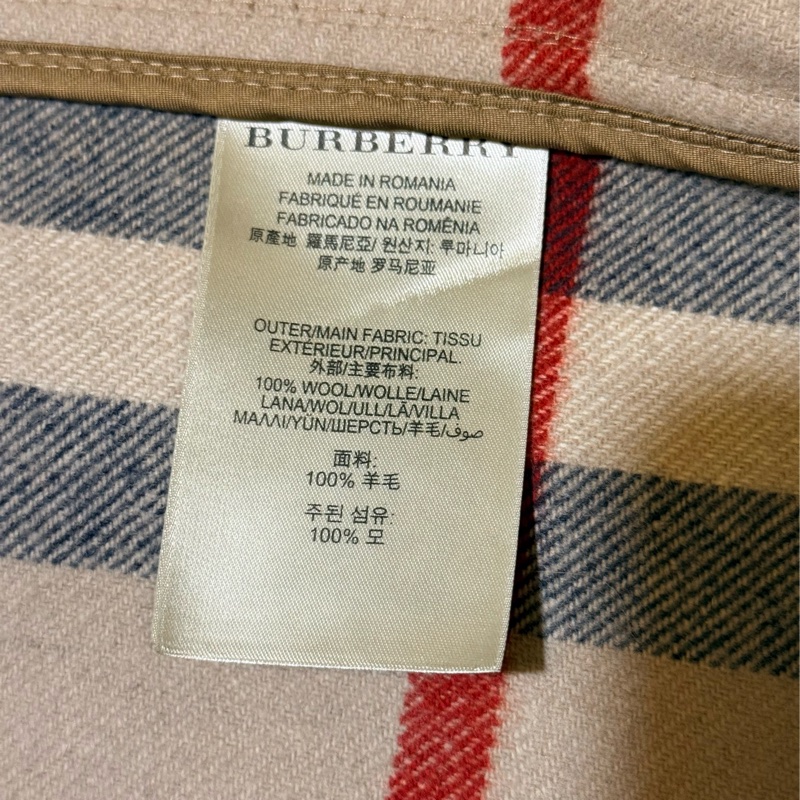 BURBERRY
MADE IN ROMANIA
FABRIQUÉ EN ROUMANIE
FABRICADO NA ROMÉNIA
原產地 羅馬尼亞/ 원산지: 루마니아
原产地 罗马尼亚
OUTER/MAIN FABRIC: TISSU
EXTÉRIEUR/PRINCIPAL.
外部/主要布料:
100% WOOL/WOLLE/LAINE
LANA/WOL/ULL/LÃ/VILLA
ΜΑΛΛΙ/YÜN/ШЕРСТЬ/羊毛/صوف
面料:
100% 羊毛
주된 섬유:
100% 모